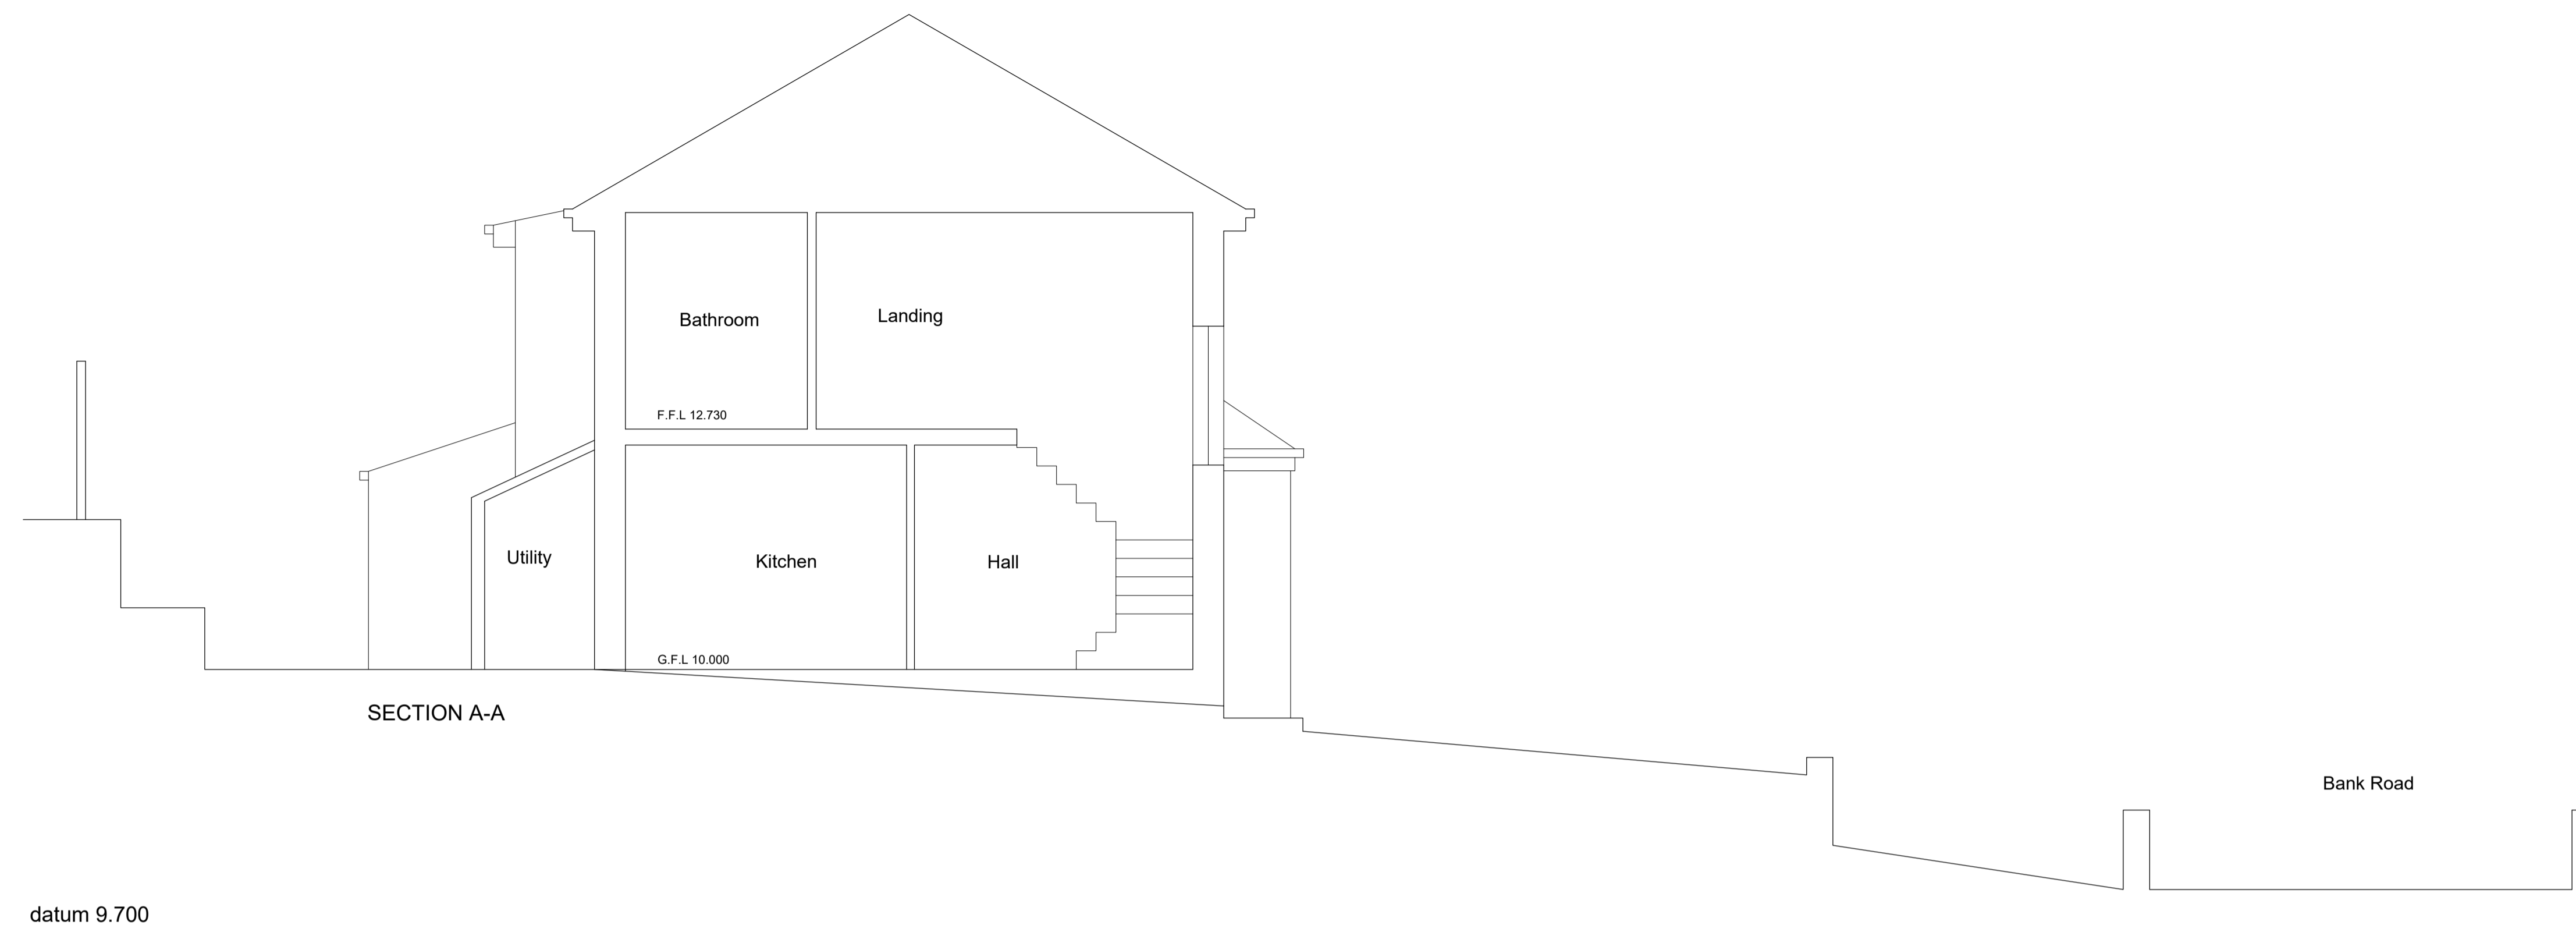 Bathroom
Landing
F.F.L 12.730
Utility
Kitchen
Hall
G.F.L 10.000
SECTION A-A
Bank Road
datum 9.700